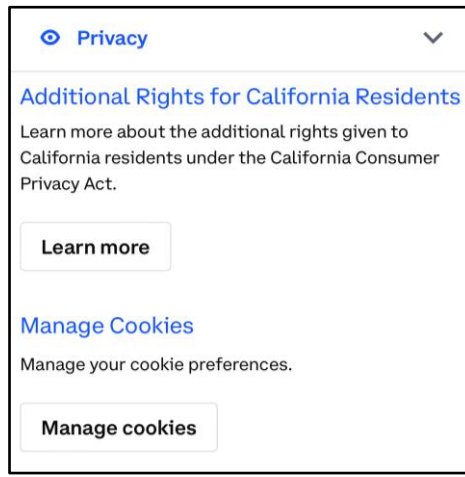 Privacy
Additional Rights for California Residents
Learn more about the additional rights given to
California residents under the California Consumer
Privacy Act.
Learn more
Manage Cookies
Manage your cookie preferences.
Manage cookies